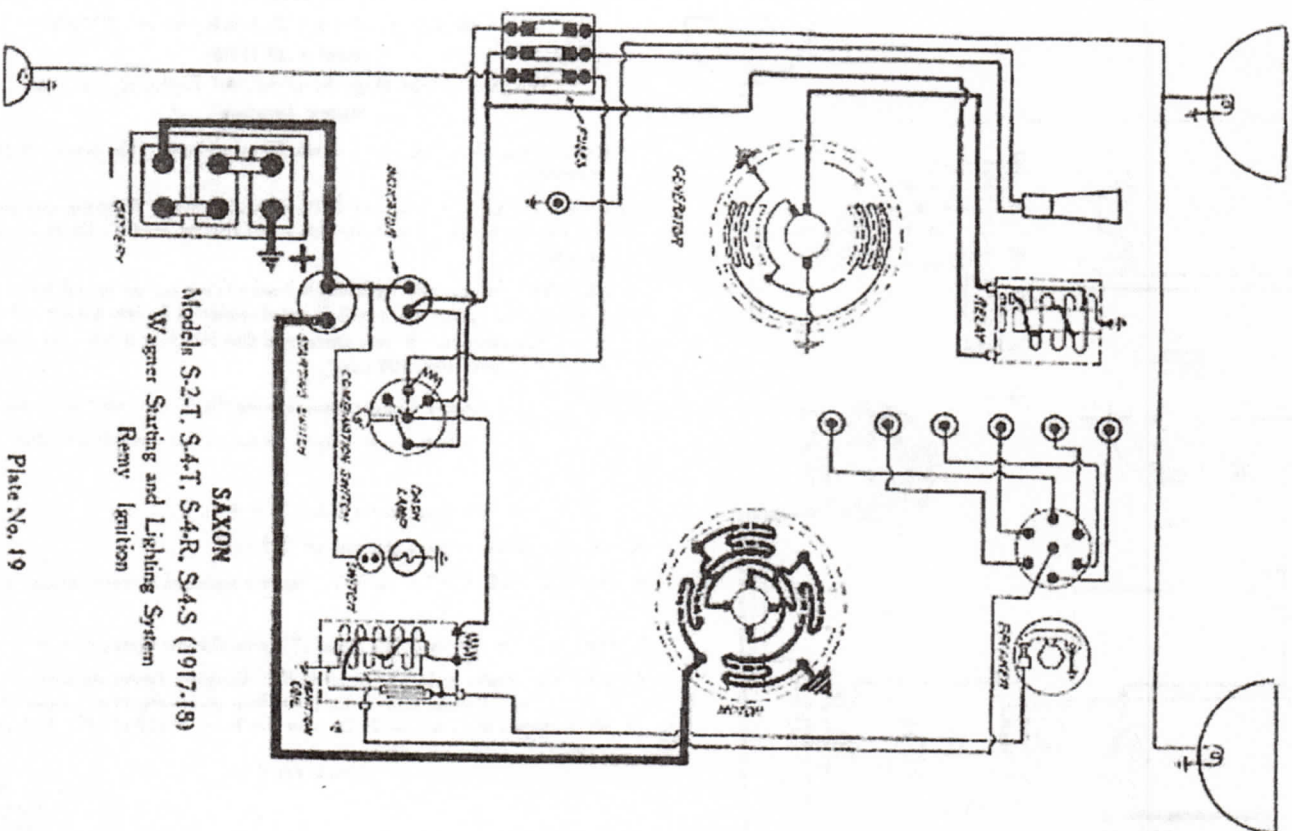 FUSES
GENERATOR
RELAY
BATTERY
INDICATOR
STARTING SWITCH
COMBINATION SWITCH
DASH
LAMP
SWITCH
IGNITION
COIL
BREAKER
SAXON
Models S-2-T, S-4-T, S-4-R, S-4-S (1917-18)
Wagner Starting and Lighting System
Remy Ignition
Plate No. 19